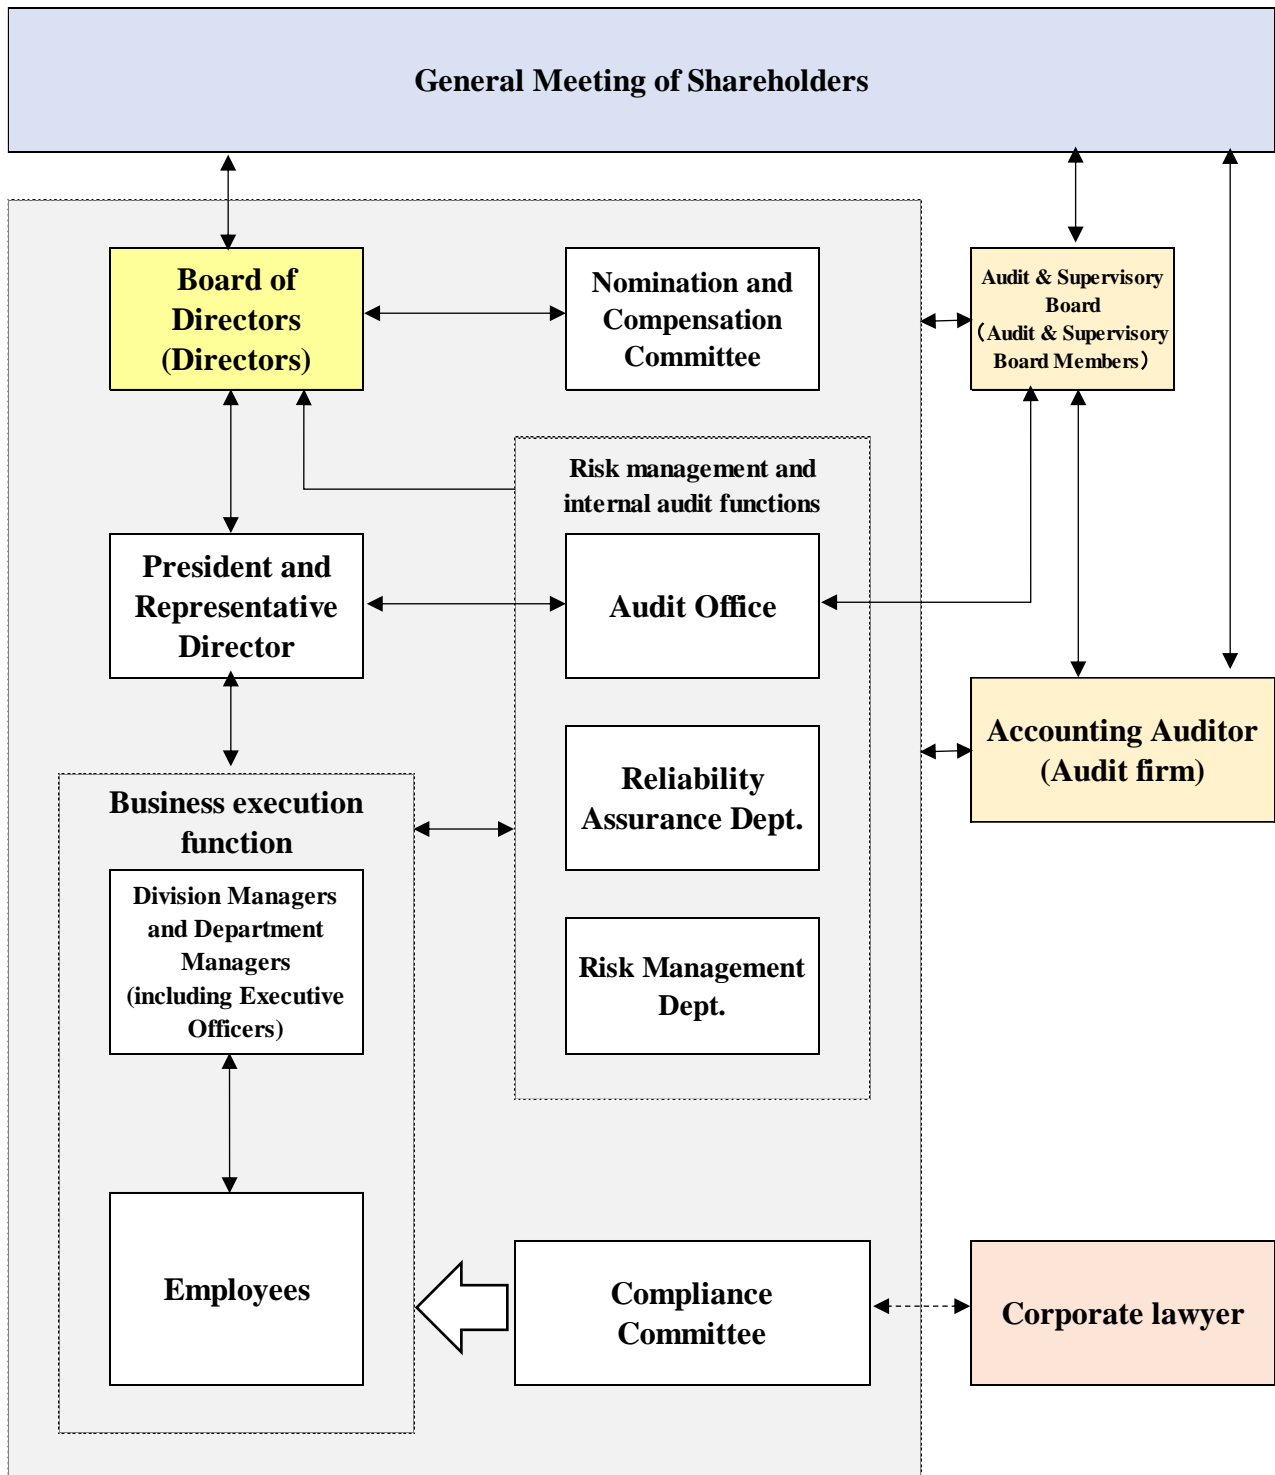 General Meeting of Shareholders
Board of
Directors
(Directors)
Nomination and
Compensation
Committee
Audit & Supervisory
Board
（Audit & Supervisory
Board Members）
Risk management and
internal audit functions
President and
Representative
Director
Audit Office
Accounting Auditor
(Audit firm)
Reliability
Assurance Dept.
Business execution
function
Division Managers
and Department
Managers
(including Executive
Officers)
Risk Management
Dept.
Employees
Compliance
Committee
Corporate lawyer